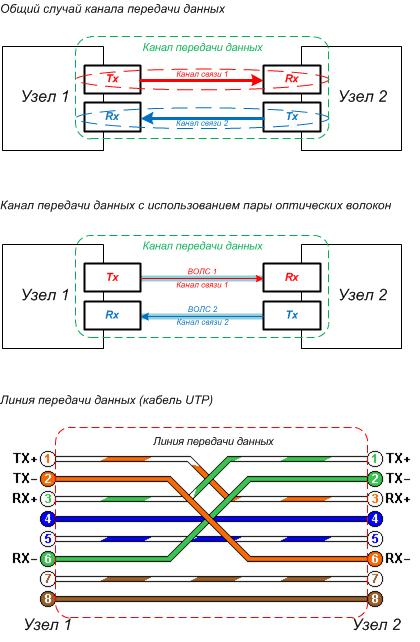 Общий случай канала передачи данных
Канал передачи данных
Tx Канал связи 1 Rx
Узел 1 Узел 2
Rx Канал связи 2 Tx
Канал передачи данных с использованием пары оптических волокон
Канал передачи данных
ВОЛС 1
Tx Канал связи 1 Rx
Узел 1 Узел 2
ВОЛС 2
Rx Канал связи 2 Tx
Линия передачи данных (кабель UTP)
Линия передачи данных
TX+ 1 1 TX+
TX− 2 2 TX−
RX+ 3 3 RX+
4 4
5 5
RX− 6 6 RX−
7 7
8 8
Узел 1 Узел 2